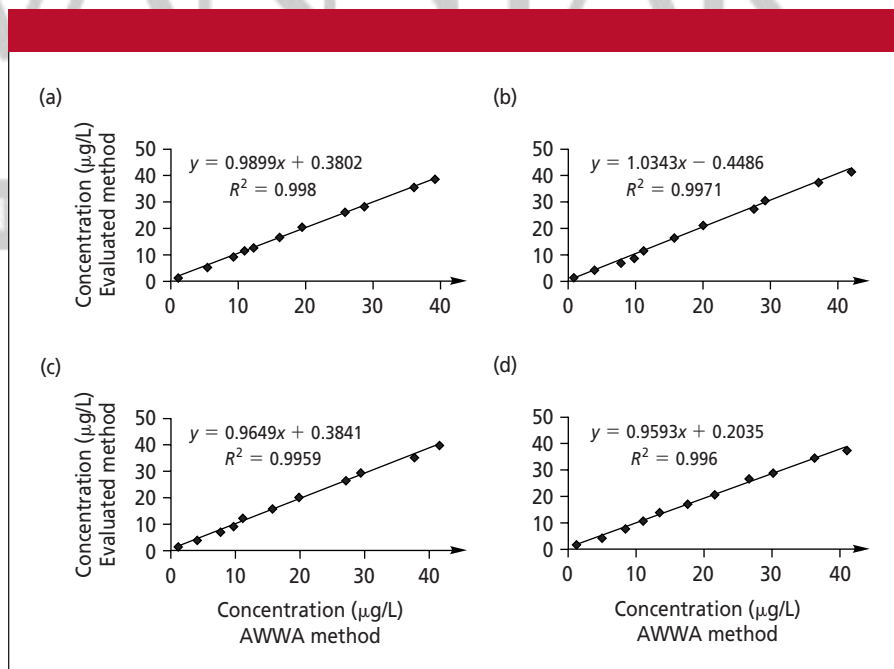 (a)
Concentration (μg/L)
Evaluated method
y = 0.9899x + 0.3802
R² = 0.998
50
40
30
20
10
0
0 10 20 30 40
(b)
y = 1.0343x − 0.4486
R² = 0.9971
50
40
30
20
10
0
0 10 20 30 40
(c)
Concentration (μg/L)
Evaluated method
y = 0.9649x + 0.3841
R² = 0.9959
50
40
30
20
10
0
0 10 20 30 40
Concentration (μg/L)
AWWA method
(d)
y = 0.9593x + 0.2035
R² = 0.996
50
40
30
20
10
0
0 10 20 30 40
Concentration (μg/L)
AWWA method